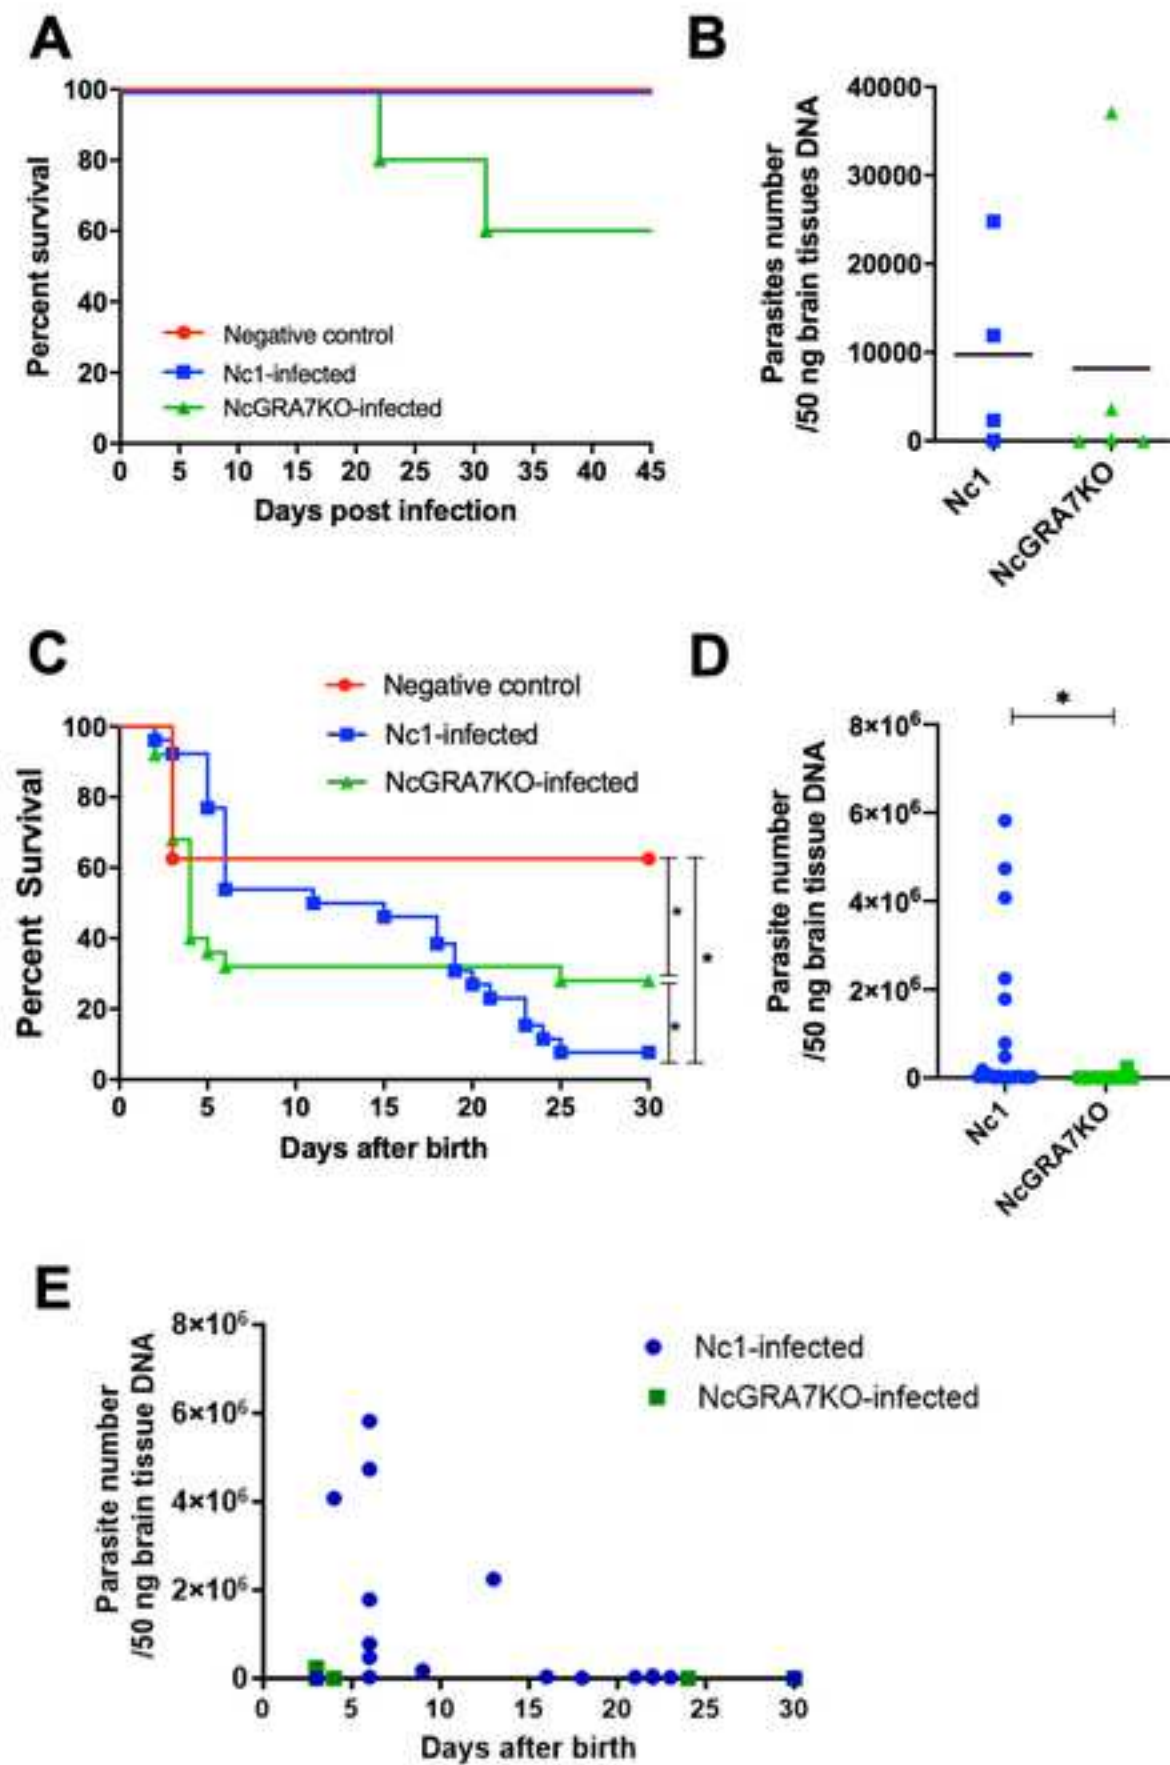 A
Percent survival
100
80
60
40
20
0
Negative control
Nc1-infected
NcGRA7KO-infected
0 5 10 15 20 25 30 35 40 45
Days post infection
B
Parasites number
/50 ng brain tissues DNA
40000
30000
20000
10000
0
Nc1
NcGRA7KO
C
Negative control
Nc1-infected
NcGRA7KO-infected
Percent Survival
100
80
60
40
20
0
*
*
*
0 5 10 15 20 25 30
Days after birth
D
*
Parasite number
/50 ng brain tissue DNA
8×10⁶
6×10⁶
4×10⁶
2×10⁶
0
Nc1
NcGRA7KO
E
Parasite number
/50 ng brain tissue DNA
8×10⁶
6×10⁶
4×10⁶
2×10⁶
0
Nc1-infected
NcGRA7KO-infected
0 5 10 15 20 25 30
Days after birth